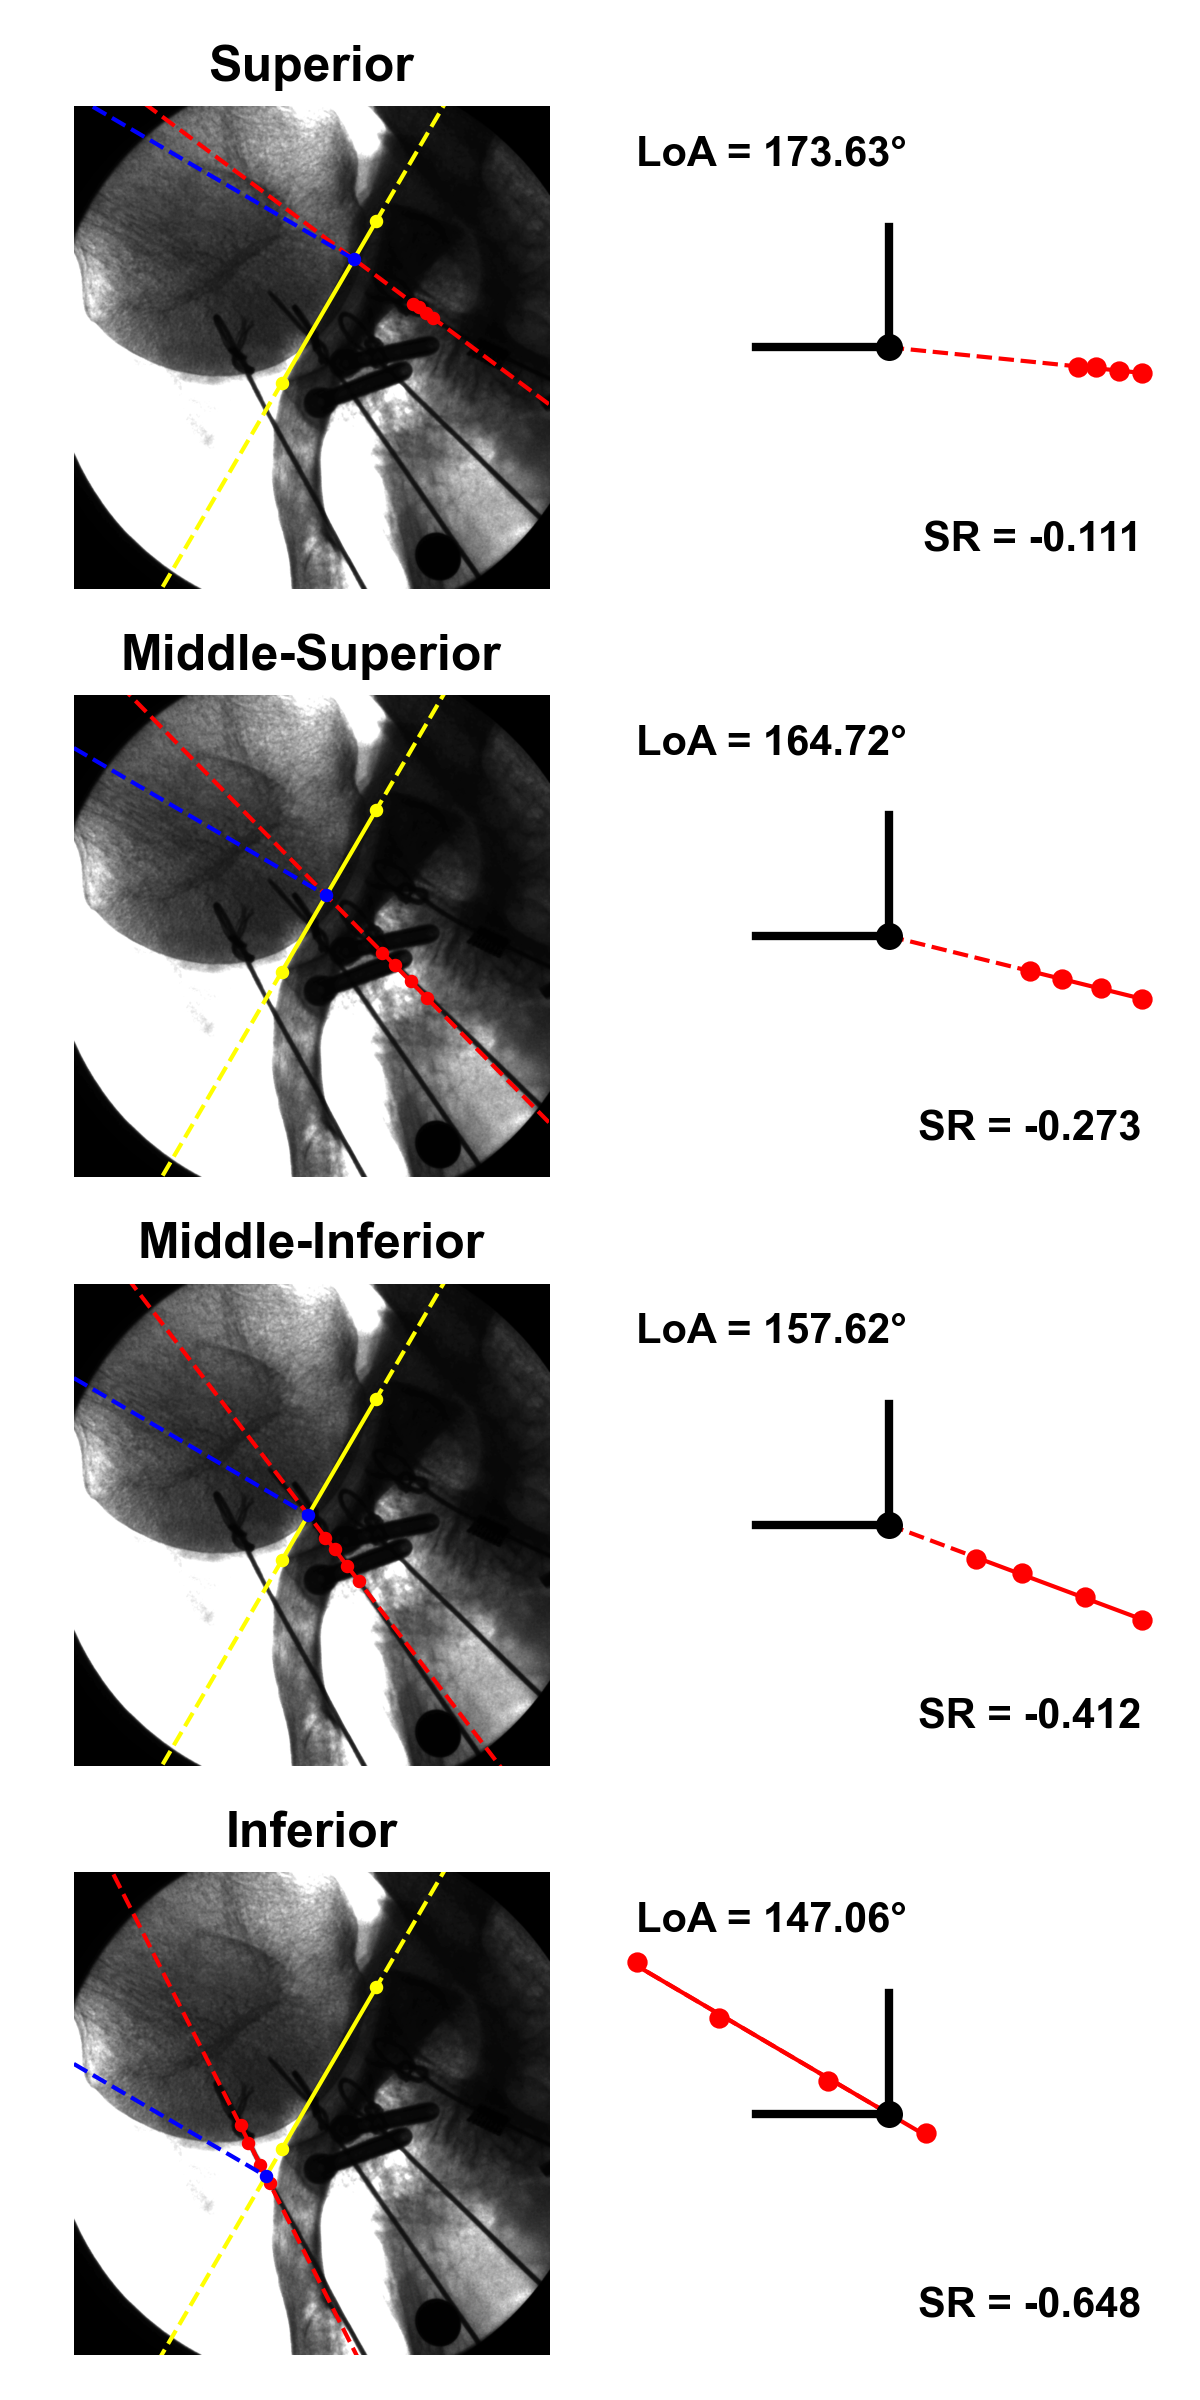 Superior
LoA = 173.63°
SR = -0.111
Middle-Superior
LoA = 164.72°
SR = -0.273
Middle-Inferior
LoA = 157.62°
SR = -0.412
Inferior
LoA = 147.06°
SR = -0.648